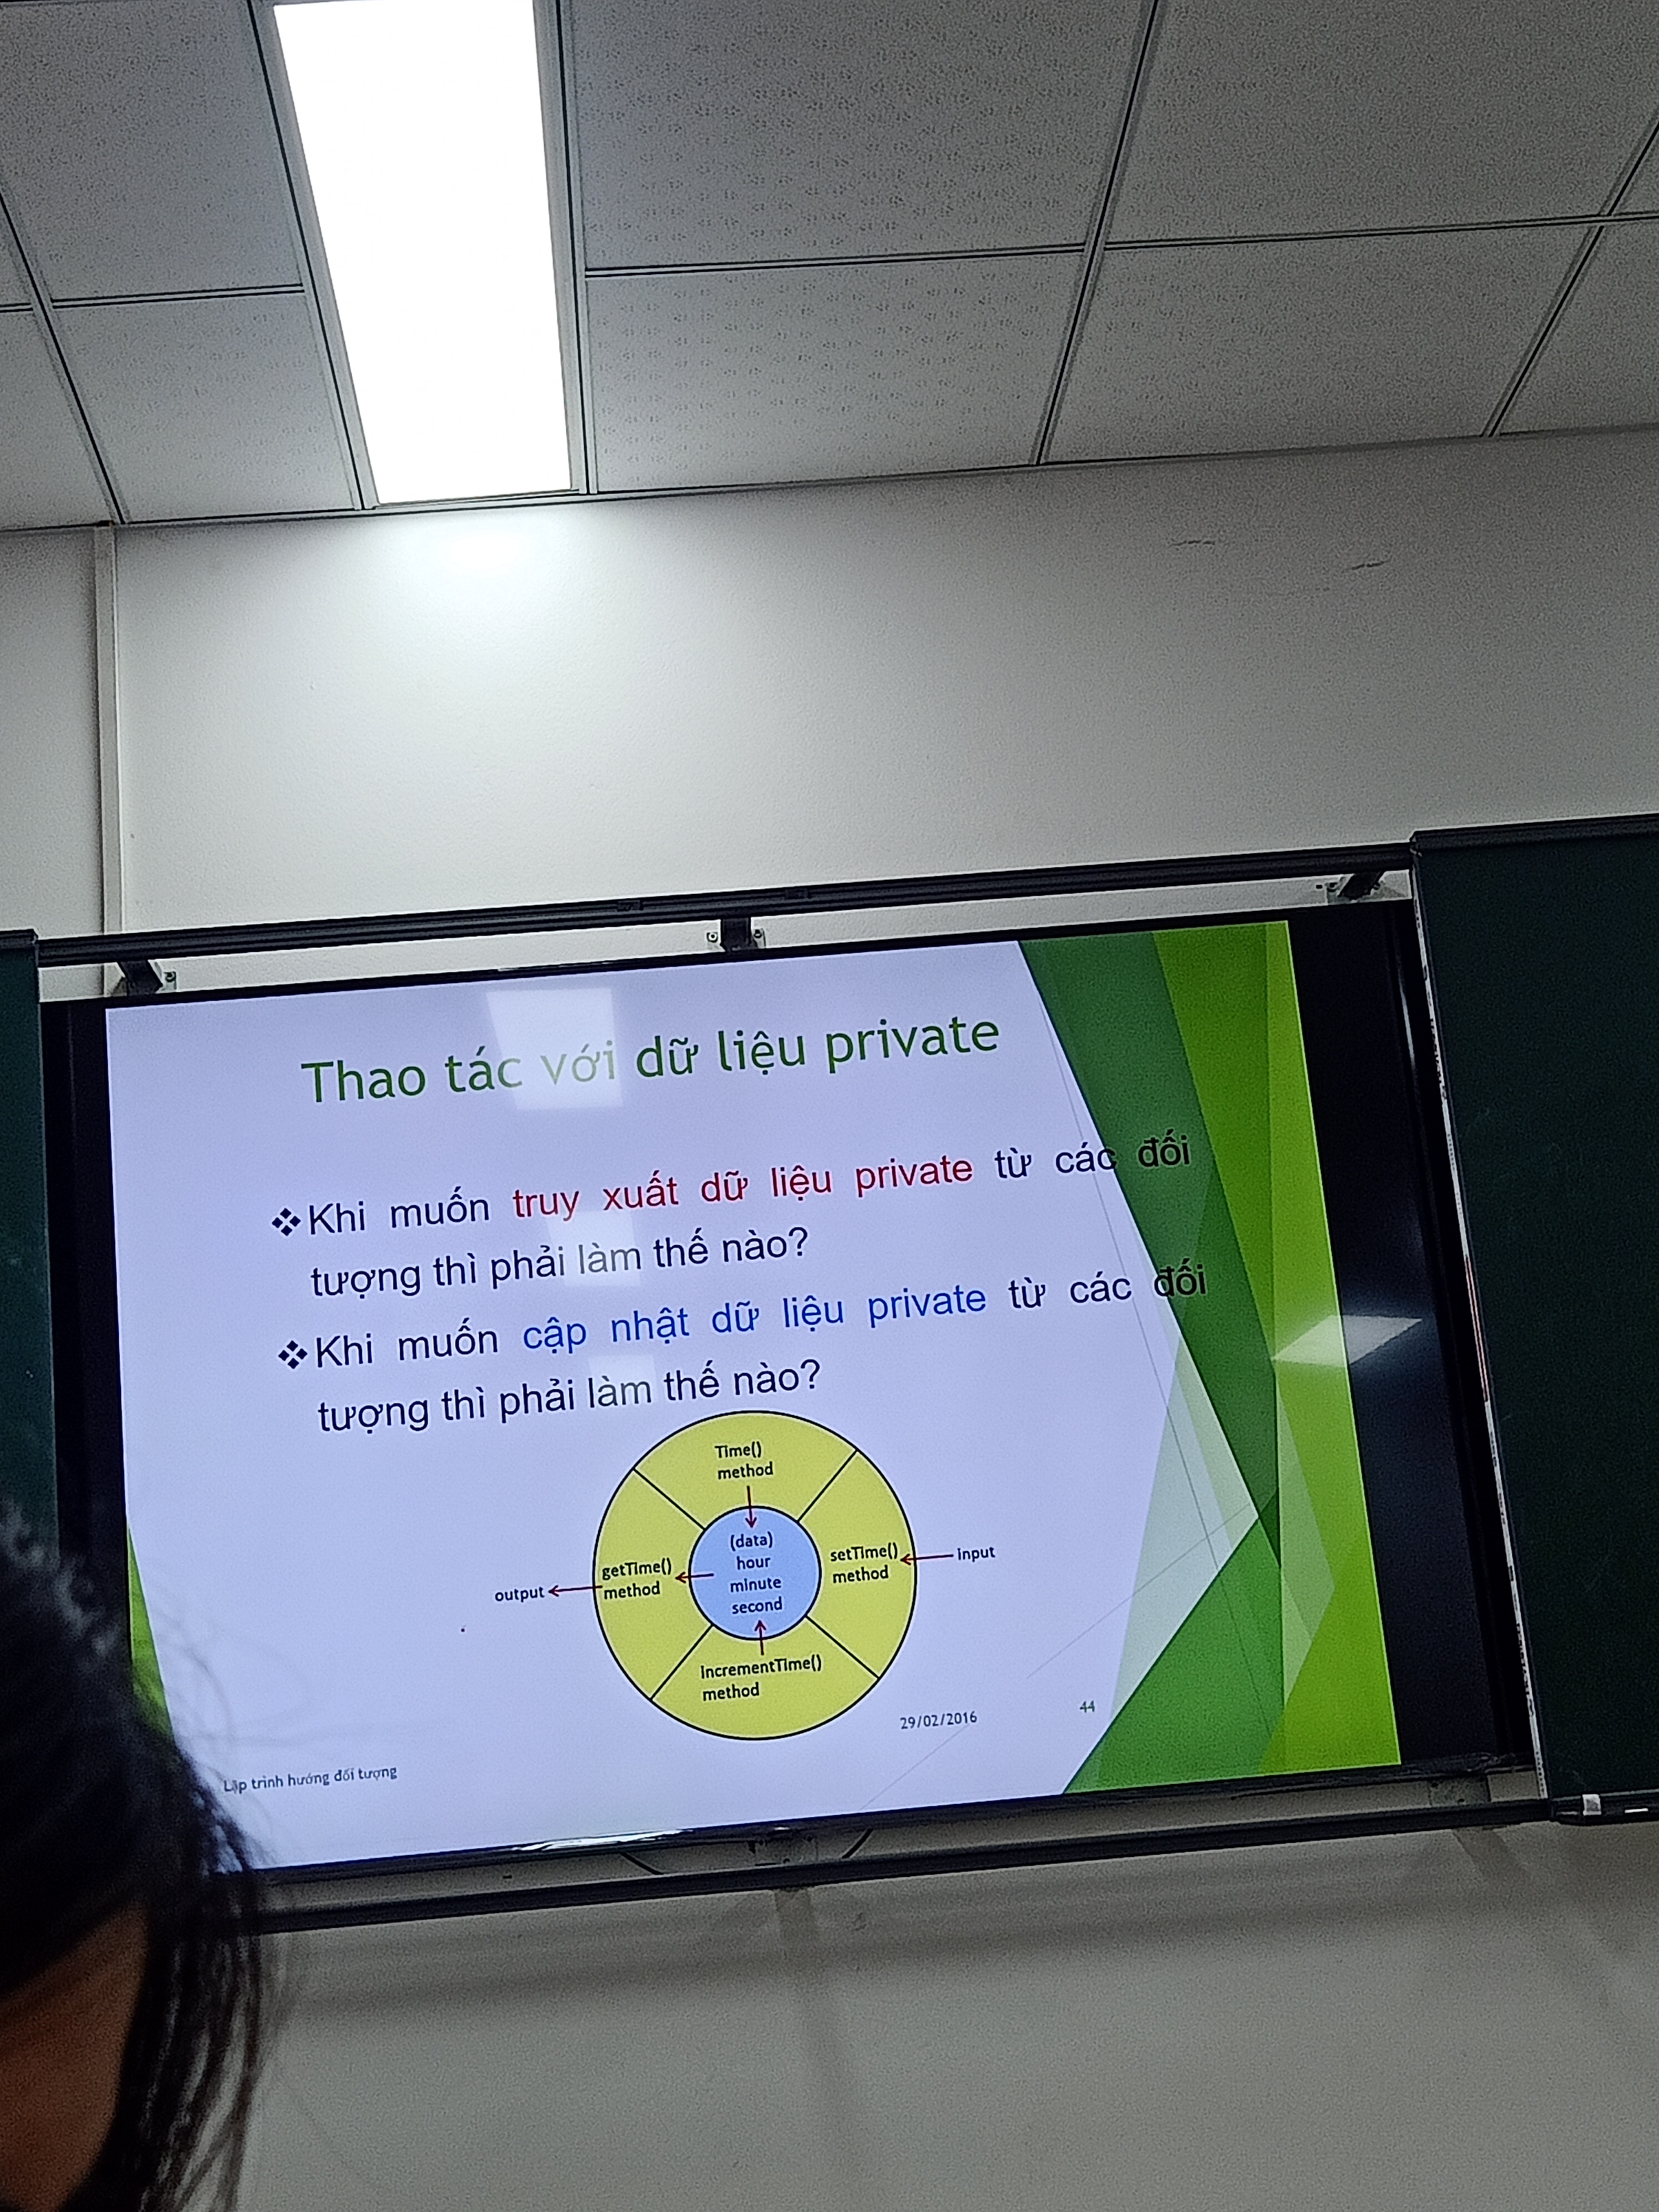 Thao tác với dữ liệu private
❖Khi muốn truy xuất dữ liệu private từ các đối
tượng thì phải làm thế nào?
❖Khi muốn cập nhật dữ liệu private từ các đối
tượng thì phải làm thế nào?
Time()
method
(data)
hour
minute
second
getTime()
method
output
setTime()
method
input
incrementTime()
method
29/02/2016
44
Lập trình hướng đối tượng